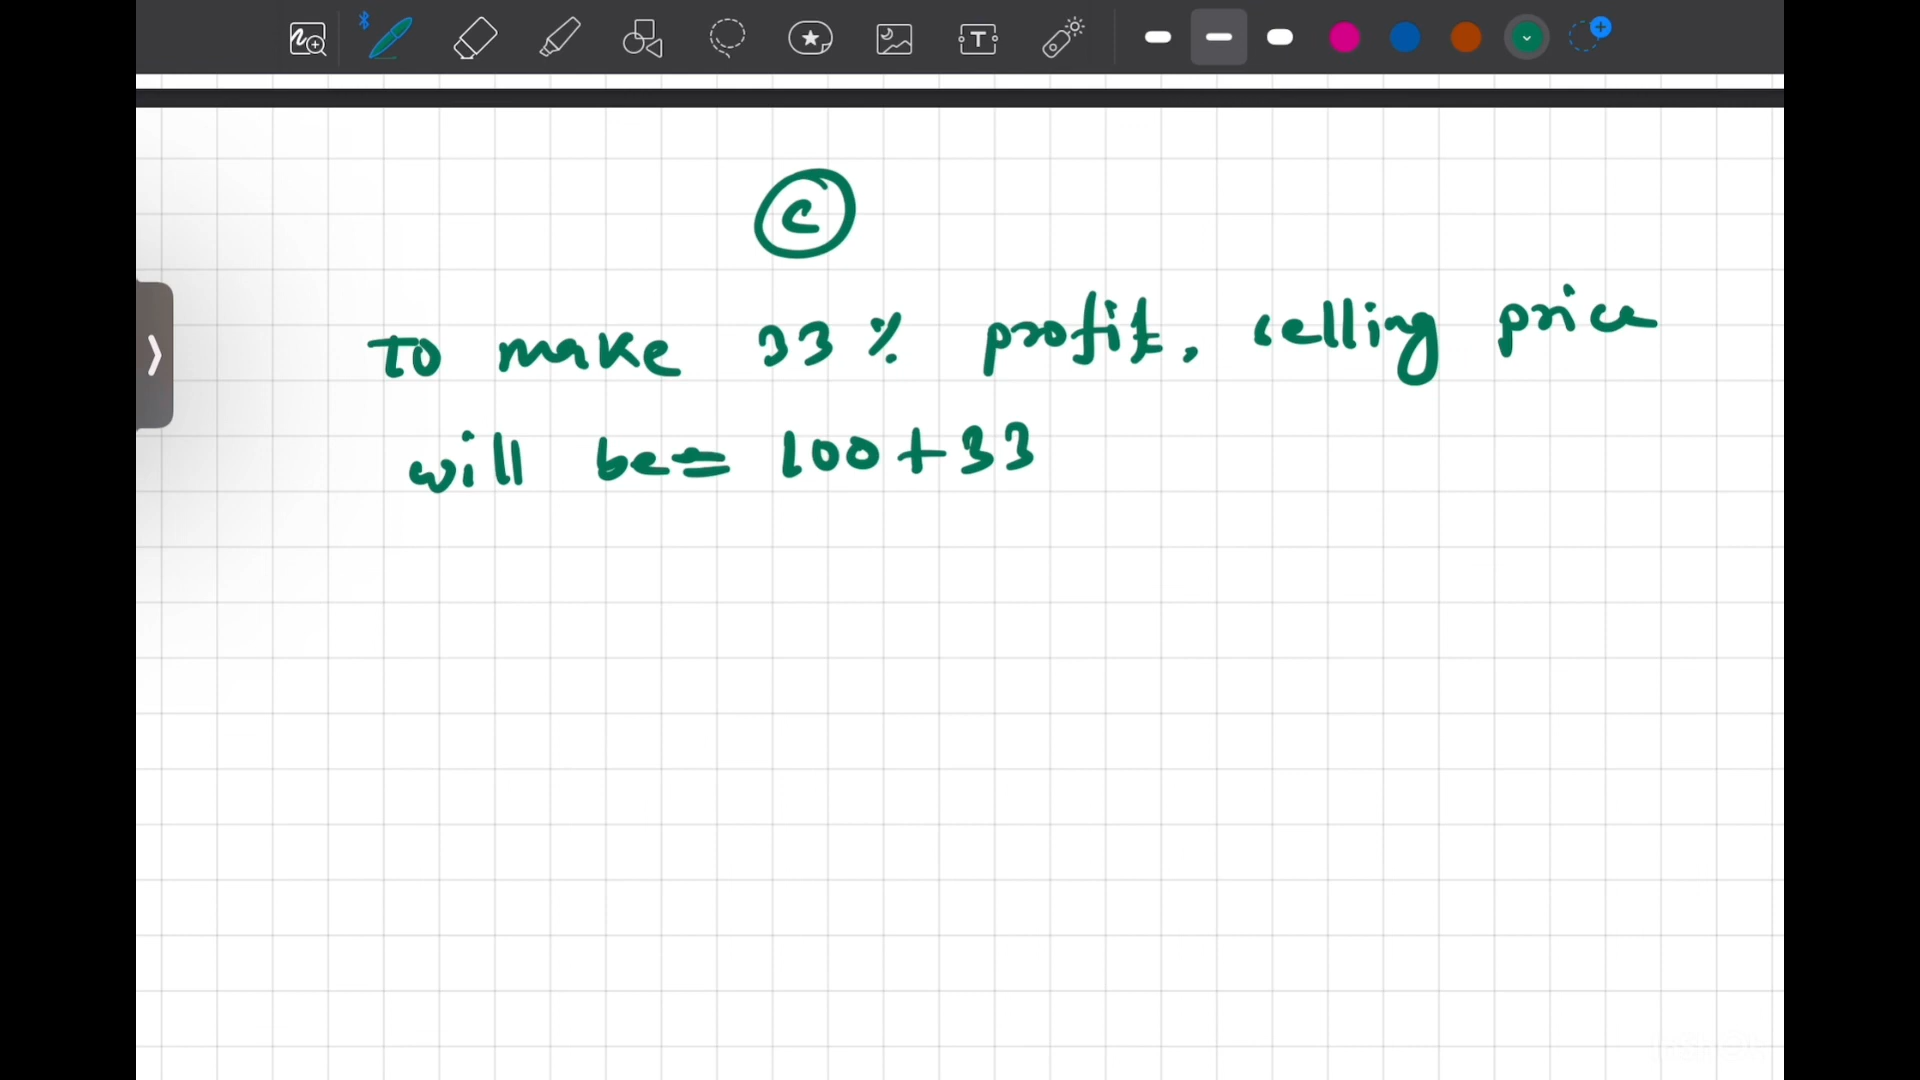 C
To make 33% profit, selling price
will be = 100+33